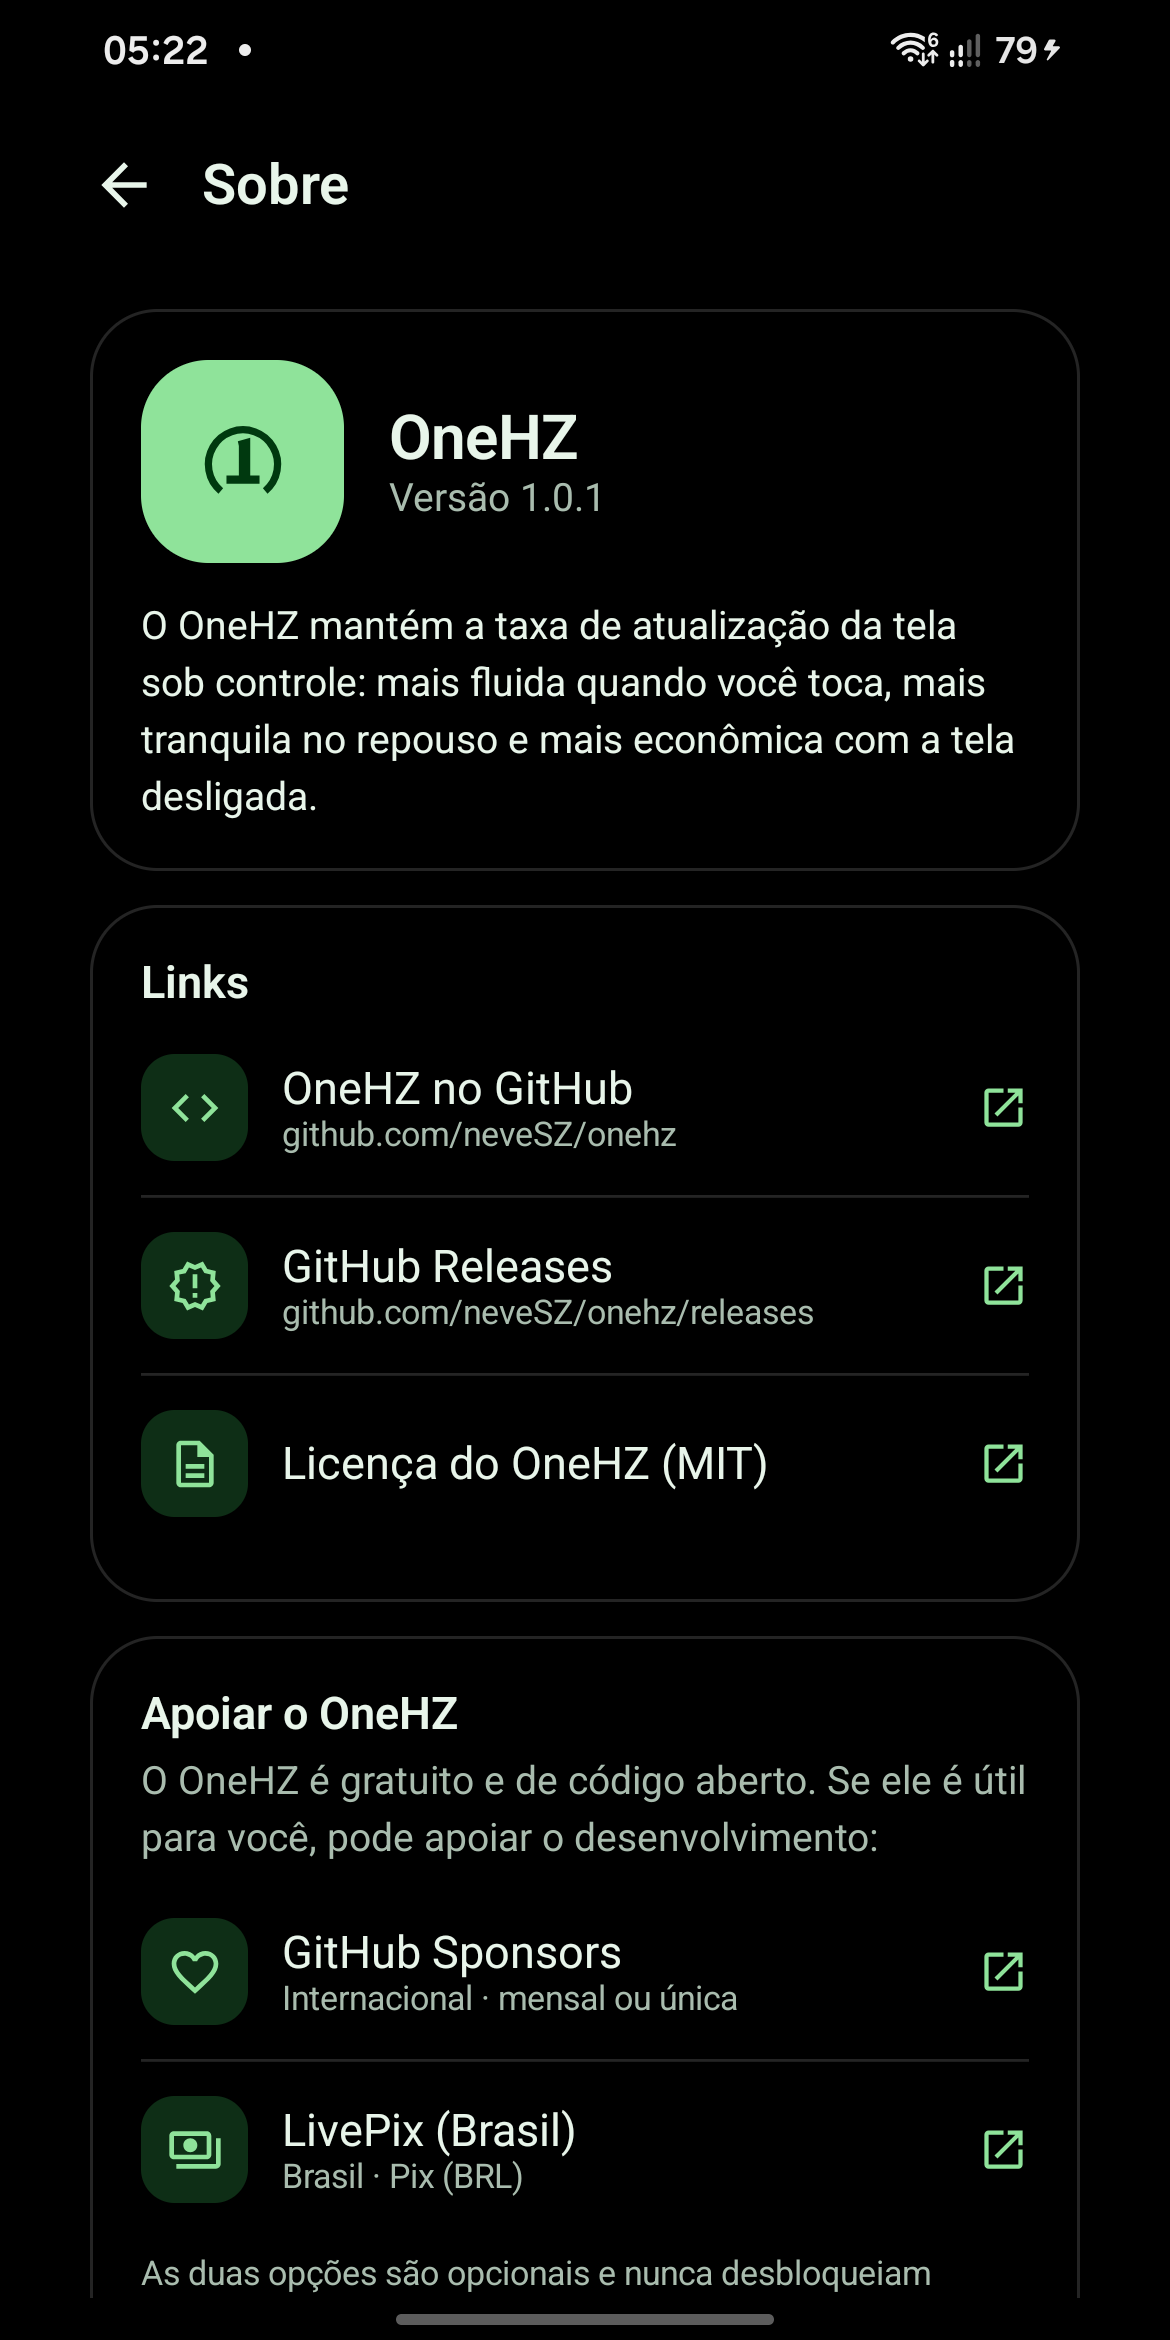 05:22
6
79
Sobre
OneHZ
Versão 1.0.1
O OneHZ mantém a taxa de atualização da tela
sob controle: mais fluida quando você toca, mais
tranquila no repouso e mais econômica com a tela
desligada.
Links
OneHZ no GitHub
github.com/neveSZ/onehz
GitHub Releases
github.com/neveSZ/onehz/releases
Licença do OneHZ (MIT)
Apoiar o OneHZ
O OneHZ é gratuito e de código aberto. Se ele é útil
para você, pode apoiar o desenvolvimento:
GitHub Sponsors
Internacional · mensal ou única
LivePix (Brasil)
Brasil · Pix (BRL)
As duas opções são opcionais e nunca desbloqueiam